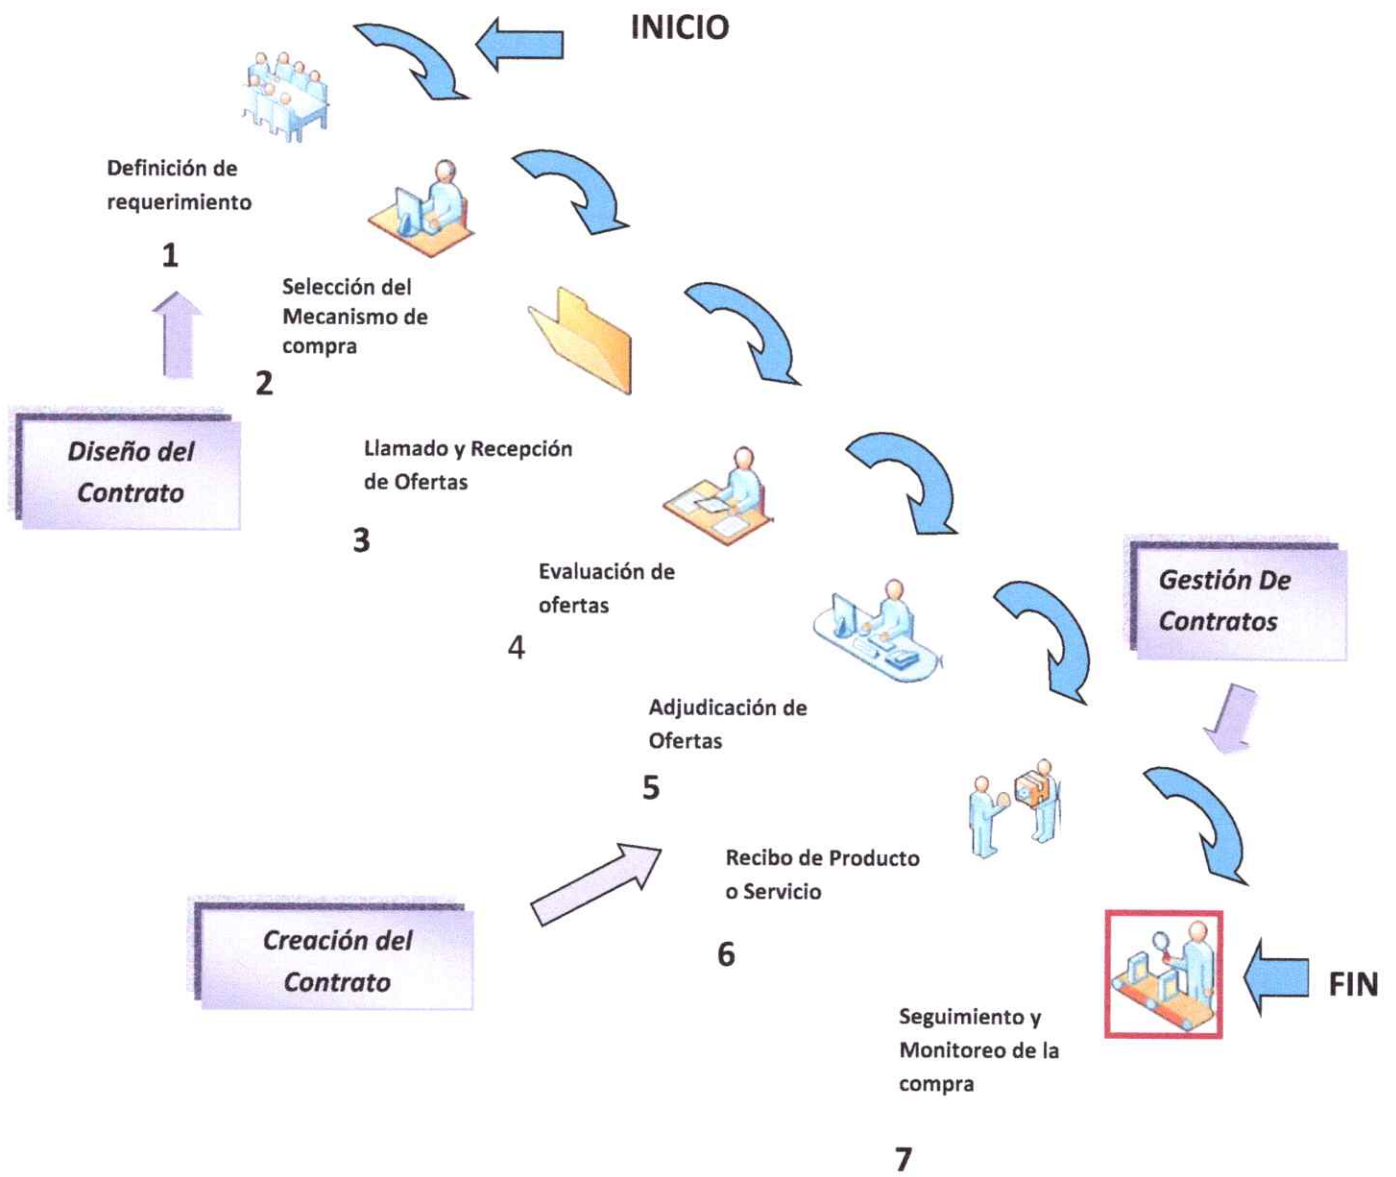 INICIO
Definición de
requerimiento
1
Selección del
Mecanismo de
compra
2
Diseño del
Contrato
Llamado y Recepción
de Ofertas
3
Evaluación de
ofertas
4
Gestión De
Contratos
Adjudicación de
Ofertas
5
Recibo de Producto
o Servicio
6
Creación del
Contrato
FIN
Seguimiento y
Monitoreo de la
compra
7